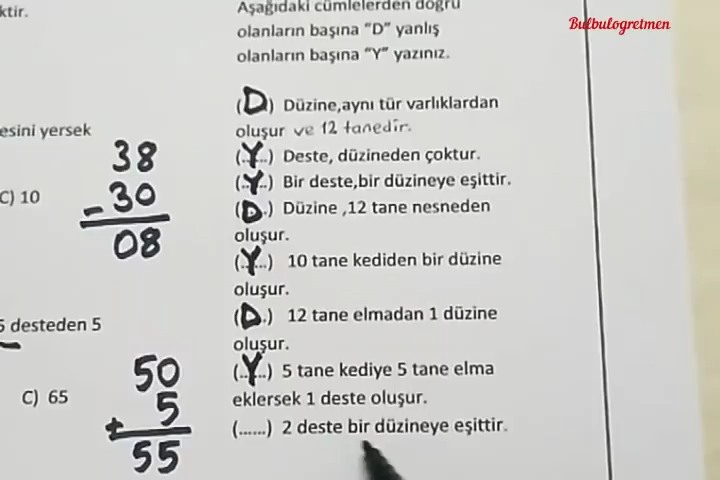 ktir.
Aşağıdaki cümlelerden doğru
Bulbulogretmen
olanların başına "D" yanlış
olanların başına "Y" yazınız.
(D) Düzine,aynı tür varlıklardan
oluşur ve 12 tanedir.
(Y) Deste, düzineden çoktur.
(Y) Bir deste,bir düzineye eşittir.
(D) Düzine ,12 tane nesneden
oluşur.
(Y) 10 tane kediden bir düzine
oluşur.
(D) 12 tane elmadan 1 düzine
oluşur.
(Y) 5 tane kediye 5 tane elma
eklersek 1 deste oluşur.
(......) 2 deste bir düzineye eşittir.
esini yersek
C) 10
38
- 30
08
5 desteden 5
C) 65
50
+ 5
55